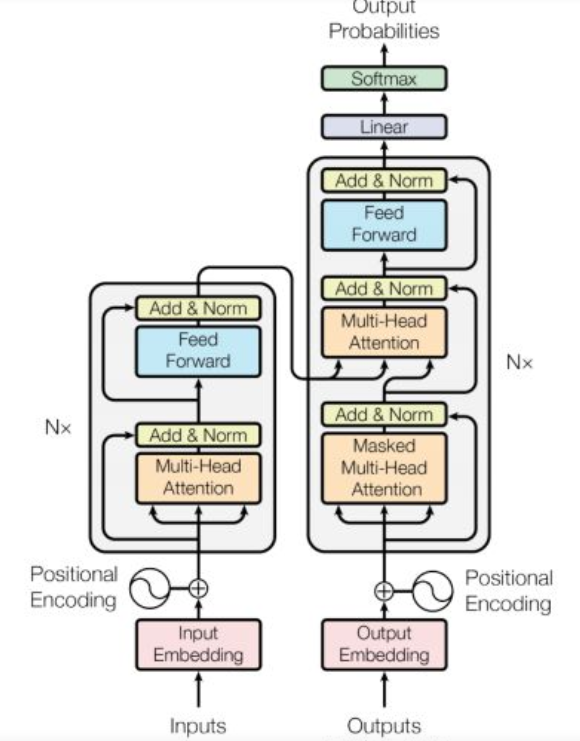 Output
Probabilities
Softmax
Linear
Add & Norm
Feed
Forward
Add & Norm
Multi-Head
Attention
Add & Norm
Masked
Multi-Head
Attention
Nx
Add & Norm
Feed
Forward
Add & Norm
Multi-Head
Attention
Nx
Positional
Encoding
Positional
Encoding
Input
Embedding
Output
Embedding
Inputs
Outputs